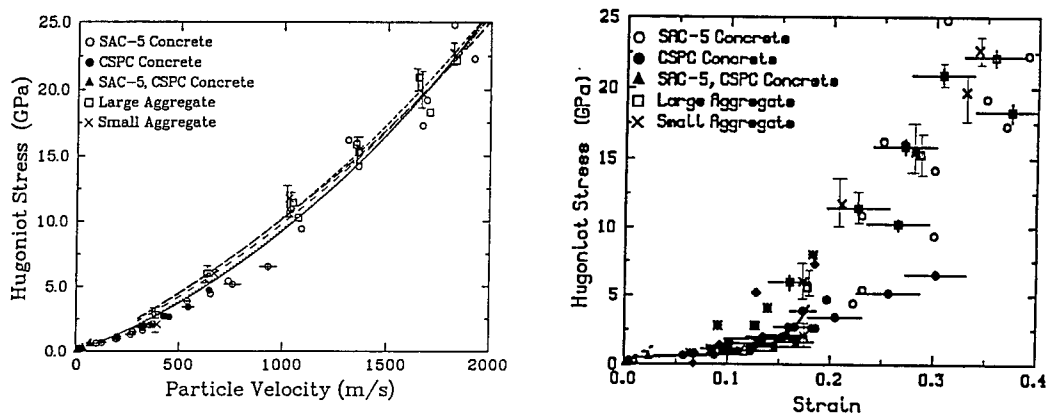 25.0
20.0
15.0
10.0
5.0
0.0
Hugoniot Stress (GPa)
○ SAC-5 Concrete
● CSPC Concrete
▲ SAC-5, CSPC Concrete
□ Large Aggregate
× Small Aggregate
0 500 1000 1500 2000
Particle Velocity (m/s)
25
20
15
10
5
0
Hugoniot Stress (GPa)
○ SAC-5 Concrete
● CSPC Concrete
▲ SAC-5, CSPC Concrete
□ Large Aggregate
× Small Aggregate
0.0 0.1 0.2 0.3 0.4
Strain